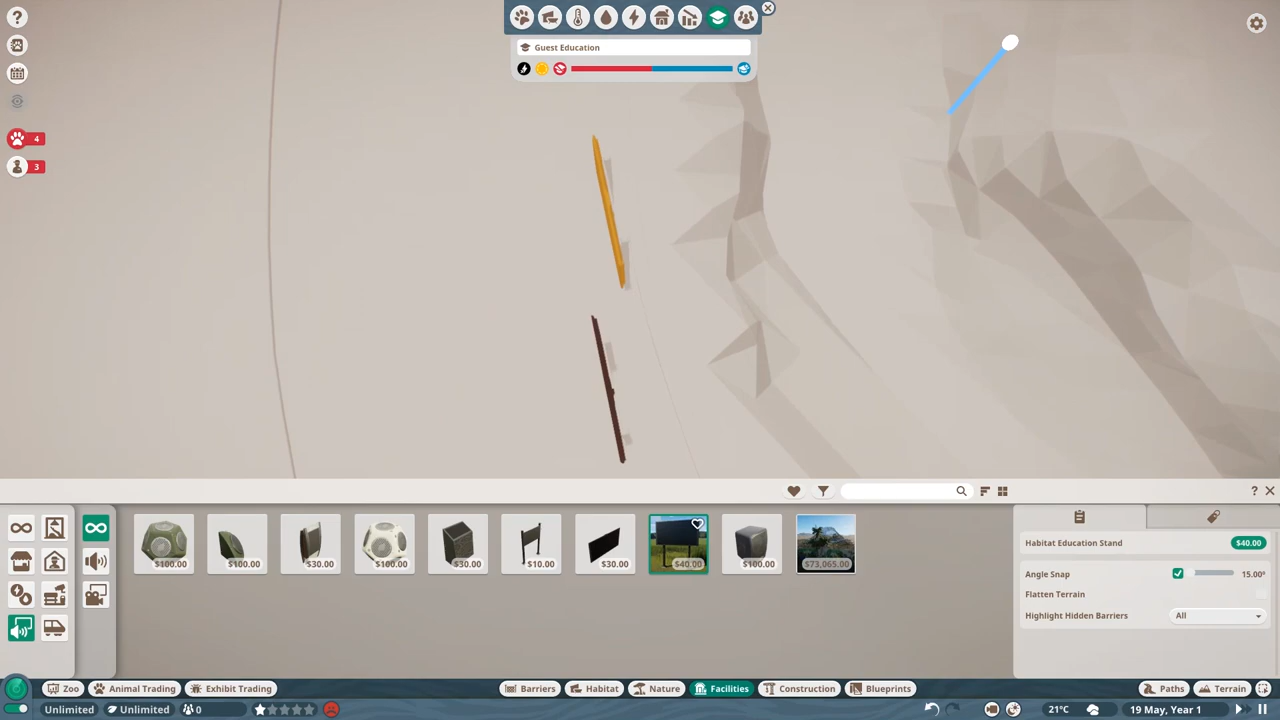 ?
Guest Education
4
3
? 
$100.00
$100.00
$30.00
$100.00
$30.00
$10.00
$30.00
$40.00
$100.00
$73,065.00
Habitat Education Stand
$40.00
Angle Snap
15.00°
Flatten Terrain
Highlight Hidden Barriers
All
Zoo
Animal Trading
Exhibit Trading
Barriers
Habitat
Nature
Facilities
Construction
Blueprints
Paths
Terrain
Unlimited
Unlimited
0
21°C
19 May, Year 1